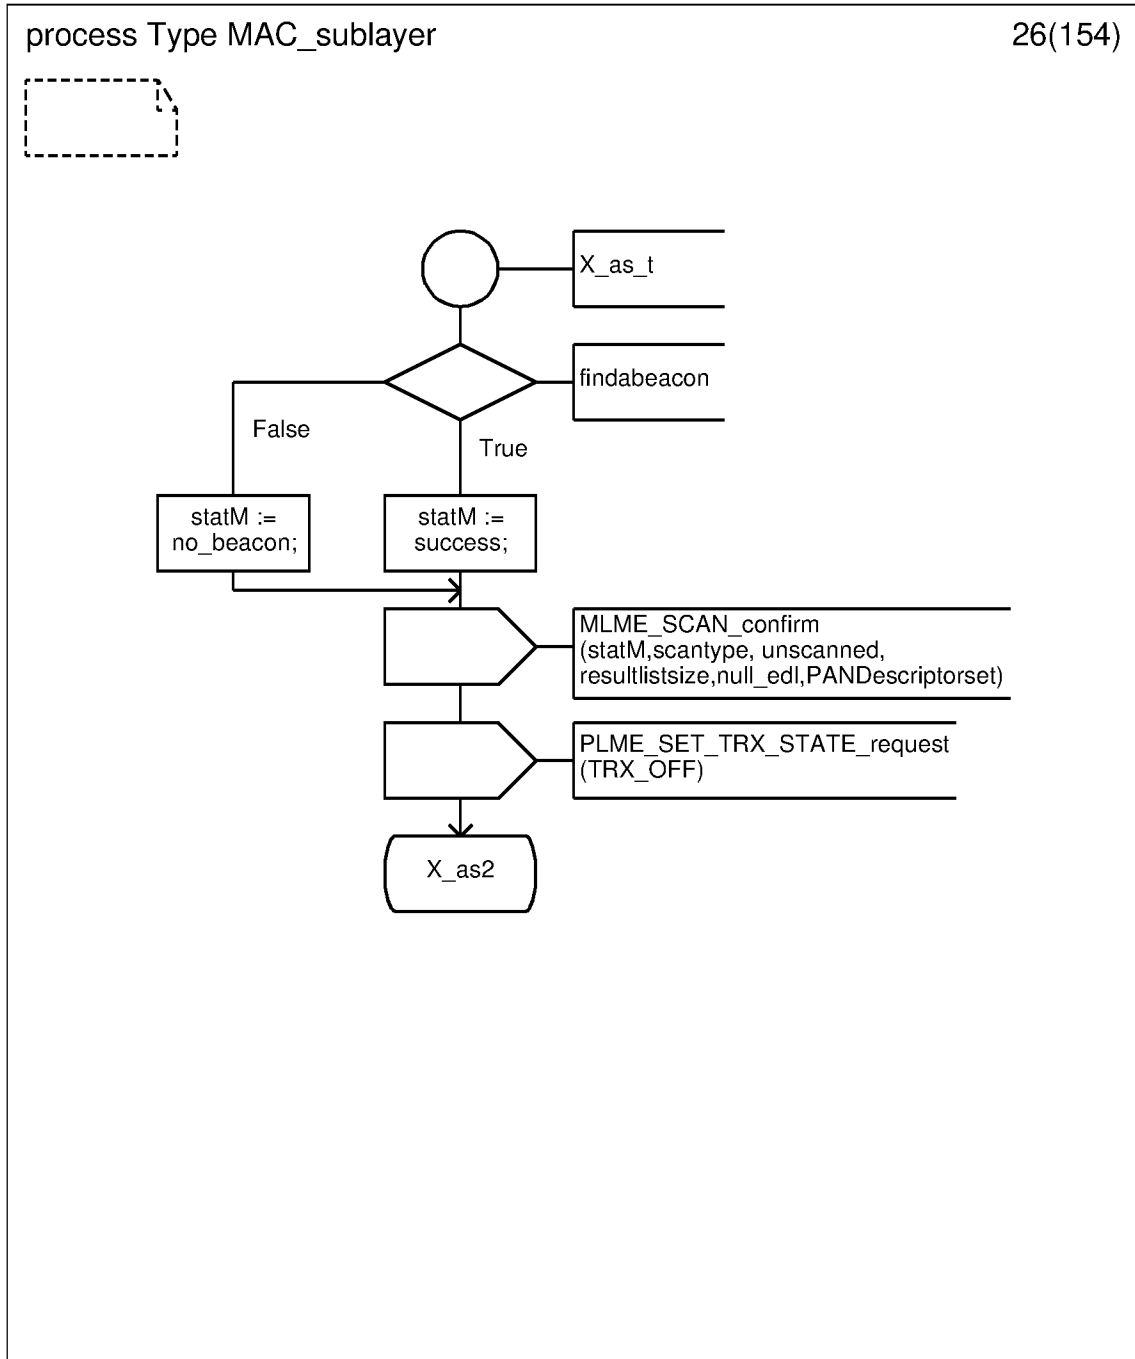 process Type MAC_sublayer
26(154)
X_as_t
findabeacon
False
True
statM :=
no_beacon;
statM :=
success;
MLME_SCAN_confirm
(statM,scantype, unscanned,
resultlistsize,null_edl,PANDescriptorset)
PLME_SET_TRX_STATE_request
(TRX_OFF)
X_as2